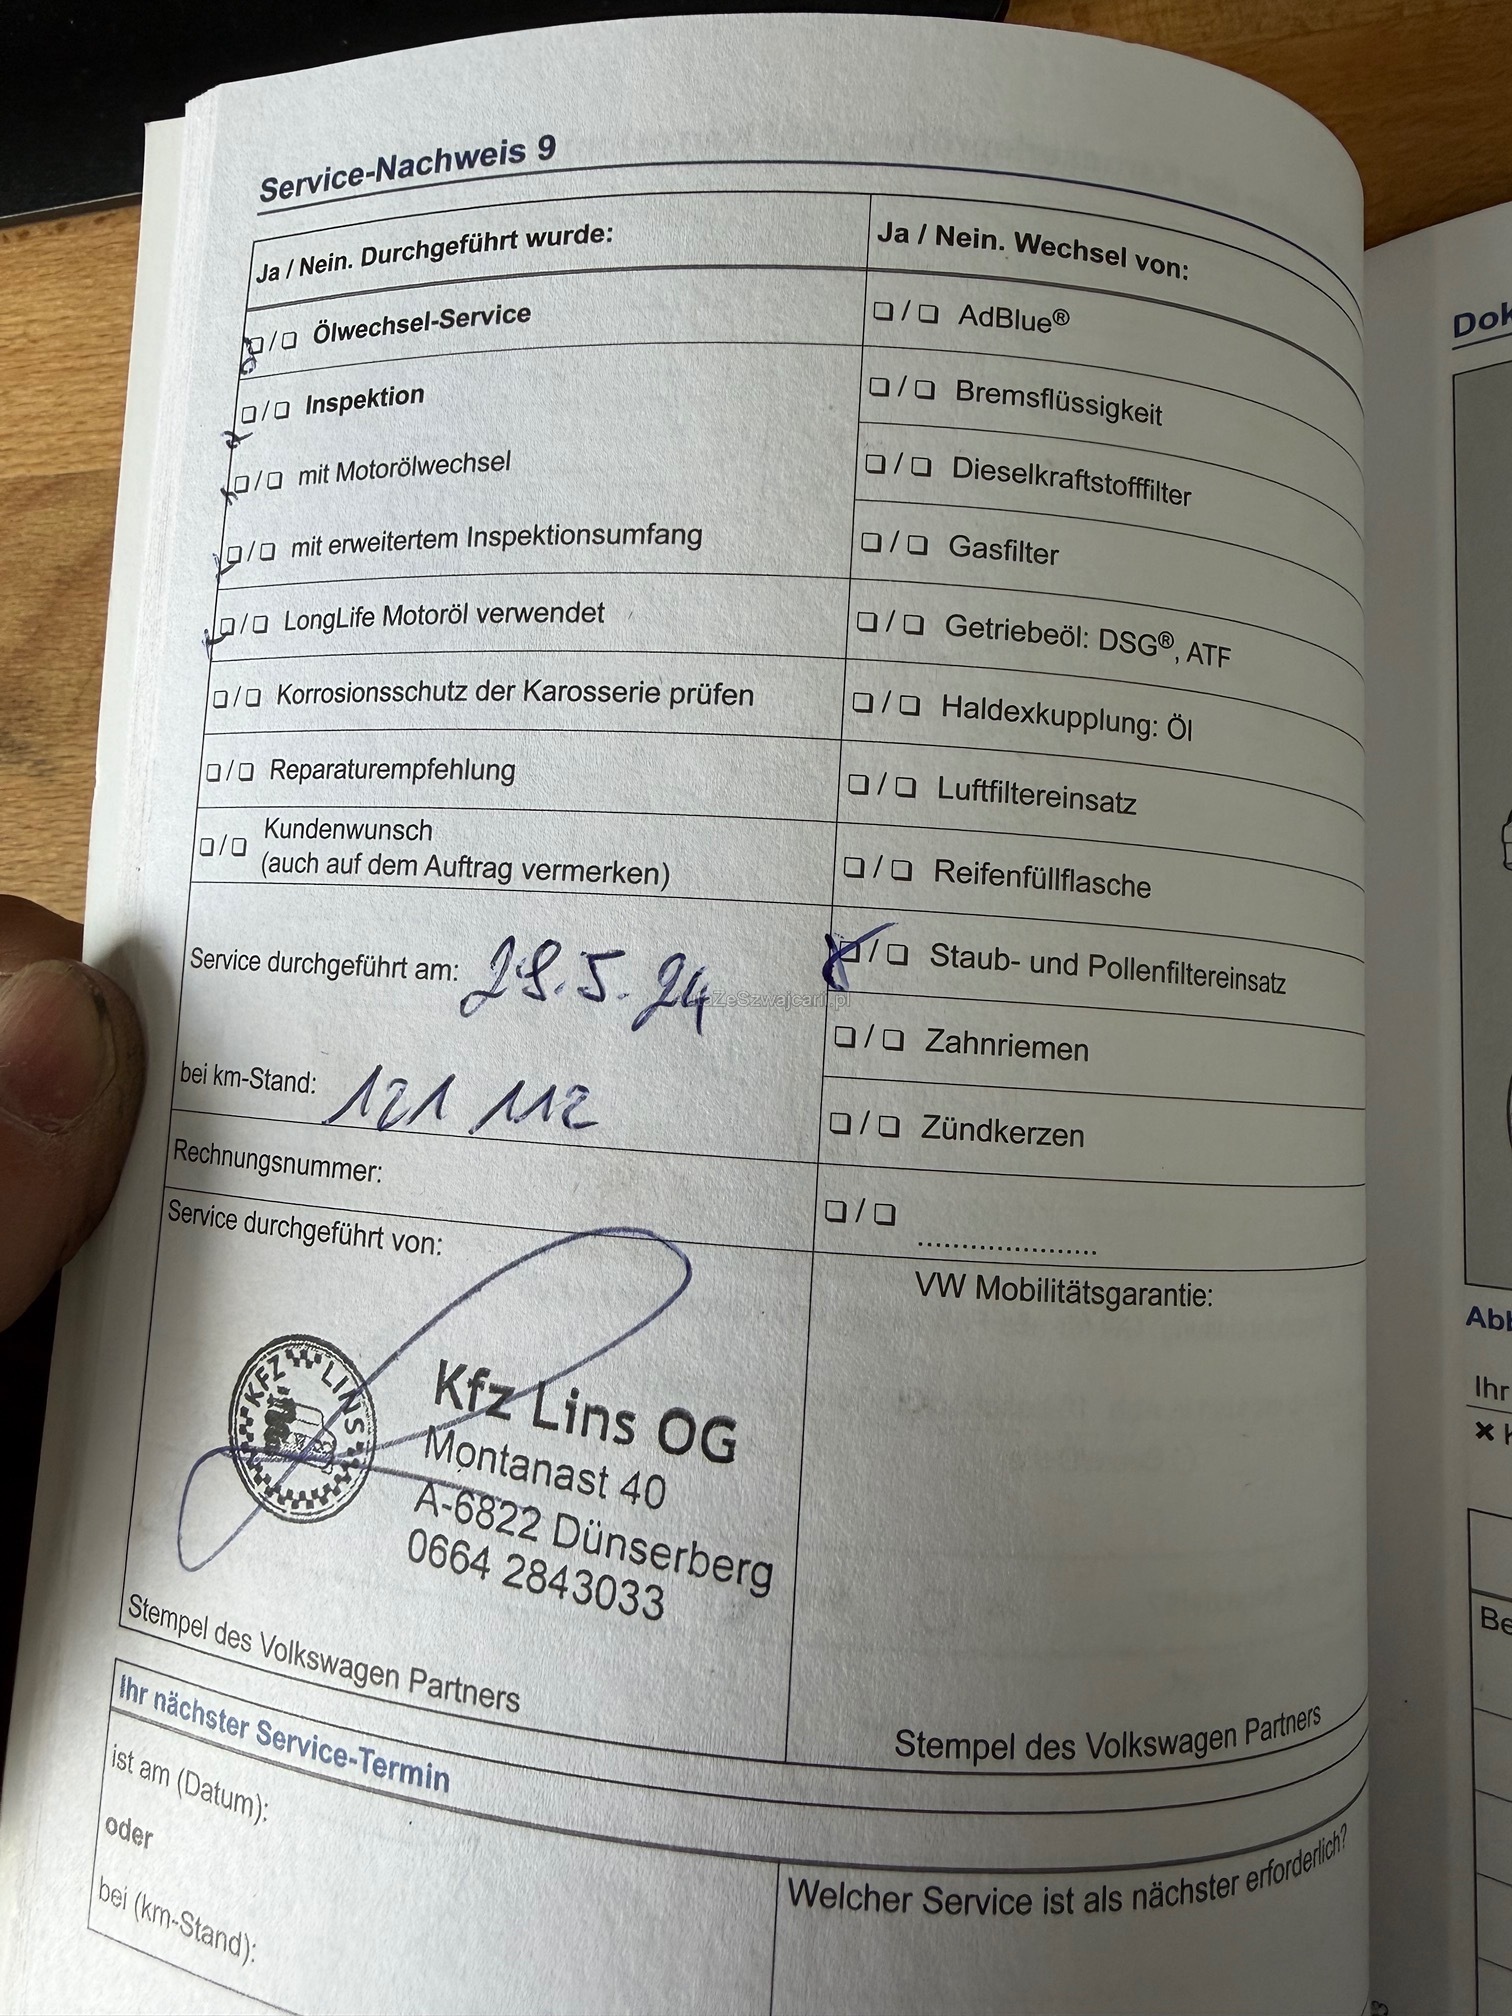 Service-Nachweis 9
Ja / Nein. Durchgeführt wurde:
❏ / ❏ Ölwechsel-Service
❏ / ❏ Inspektion
❏ / ❏ mit Motorölwechsel
❏ / ❏ mit erweitertem Inspektionsumfang
❏ / ❏ LongLife Motoröl verwendet
❏ / ❏ Korrosionsschutz der Karosserie prüfen
❏ / ❏ Reparaturempfehlung
❏ / ❏ Kundenwunsch
(auch auf dem Auftrag vermerken)
Service durchgeführt am: 29.5.24
bei km-Stand: 121 112
Rechnungsnummer:
Service durchgeführt von:
KFZ LINS
Kfz Lins OG
Montanast 40
A-6822 Dünserberg
0664 2843033
Stempel des Volkswagen Partners
Ja / Nein. Wechsel von:
❏ / ❏ AdBlue®
❏ / ❏ Bremsflüssigkeit
❏ / ❏ Dieselkraftstofffilter
❏ / ❏ Gasfilter
❏ / ❏ Getriebeöl: DSG®, ATF
❏ / ❏ Haldexkupplung: Öl
❏ / ❏ Luftfiltereinsatz
❏ / ❏ Reifenfüllflasche
❏ / ❏ Staub- und Pollenfiltereinsatz
❏ / ❏ Zahnriemen
❏ / ❏ Zündkerzen
❏ / ❏ .....................
VW Mobilitätsgarantie:
Stempel des Volkswagen Partners
Ihr nächster Service-Termin
ist am (Datum):
oder
bei (km-Stand):
Welcher Service ist als nächster erforderlich?
Ihr